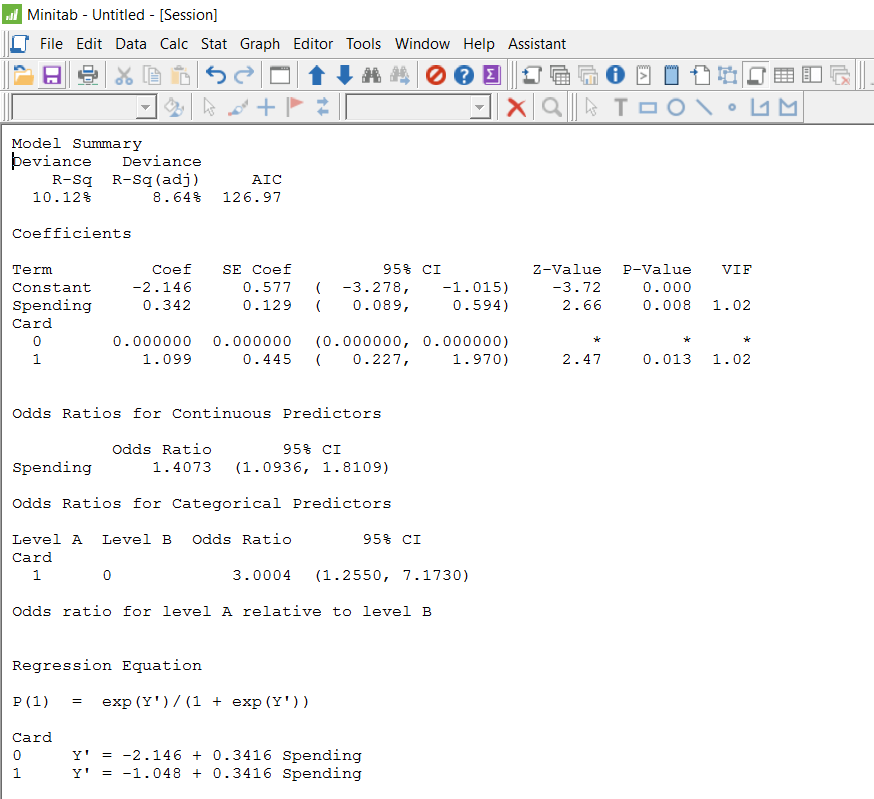 Minitab - Untitled - [Session]
File Edit Data Calc Stat Graph Editor Tools Window Help Assistant
Model Summary
Deviance Deviance
R-Sq R-Sq(adj) AIC
10.12% 8.64% 126.97
Coefficients
Term Coef SE Coef 95% CI Z-Value P-Value VIF
Constant -2.146 0.577 ( -3.278, -1.015) -3.72 0.000
Spending 0.342 0.129 ( 0.089, 0.594) 2.66 0.008 1.02
Card
0 0.000000 0.000000 (0.000000, 0.000000) * * *
1 1.099 0.445 ( 0.227, 1.970) 2.47 0.013 1.02
Odds Ratios for Continuous Predictors
Odds Ratio 95% CI
Spending 1.4073 (1.0936, 1.8109)
Odds Ratios for Categorical Predictors
Level A Level B Odds Ratio 95% CI
Card
1 0 3.0004 (1.2550, 7.1730)
Odds ratio for level A relative to level B
Regression Equation
P(1) = exp(Y')/(1 + exp(Y'))
Card
0 Y' = -2.146 + 0.3416 Spending
1 Y' = -1.048 + 0.3416 Spending